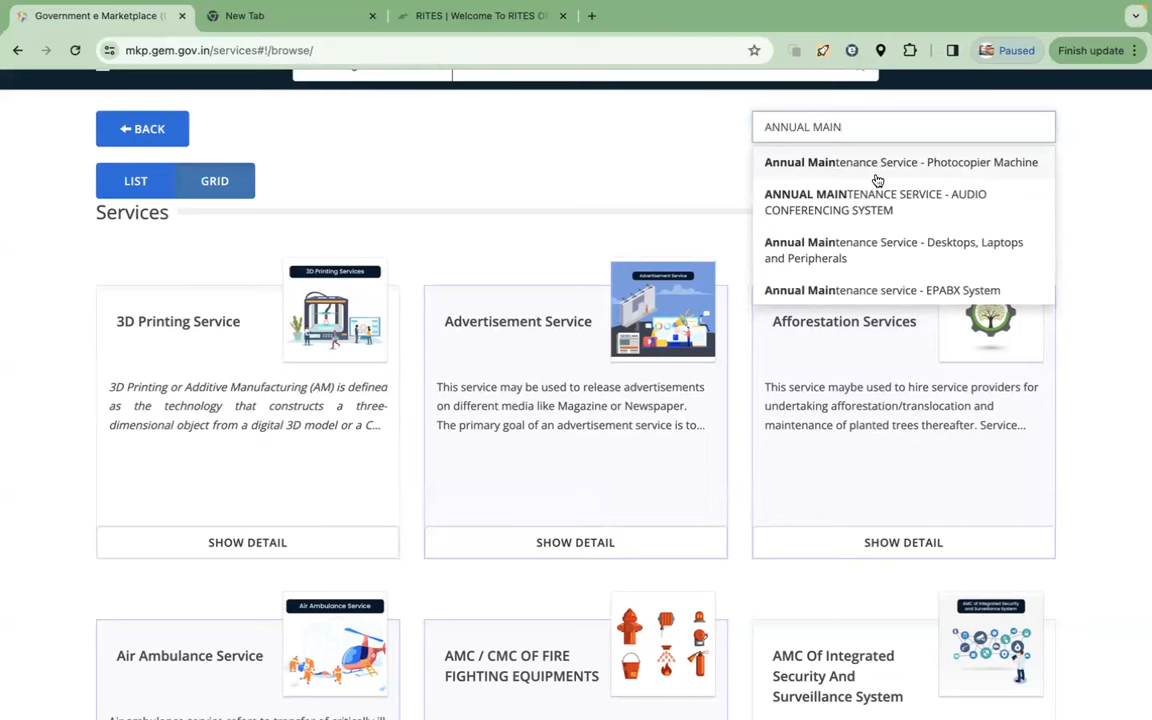 Government e Marketplace (
New Tab
RITES | Welcome To RITES O
mkp.gem.gov.in/services#!/browse/
Paused
Finish update
BACK
ANNUAL MAIN
LIST
GRID
Annual Maintenance Service - Photocopier Machine
ANNUAL MAINTENANCE SERVICE - AUDIO
CONFERENCING SYSTEM
Annual Maintenance Service - Desktops, Laptops
and Peripherals
Annual Maintenance service - EPABX System
Services
3D Printing Services
3D Printing Service
3D Printing or Additive Manufacturing (AM) is defined
as the technology that constructs a three-
dimensional object from a digital 3D model or a C...
SHOW DETAIL
Advertisement Service
Advertisement Service
This service may be used to release advertisements
on different media like Magazine or Newspaper.
The primary goal of an advertisement service is to...
SHOW DETAIL
Afforestation Services
This service maybe used to hire service providers for
undertaking afforestation/translocation and
maintenance of planted trees thereafter. Service...
SHOW DETAIL
Air Ambulance Service
Air Ambulance Service
AMC / CMC OF FIRE
FIGHTING EQUIPMENTS
AMC of Integrated Security
and Surveillance System
AMC Of Integrated
Security And
Surveillance System